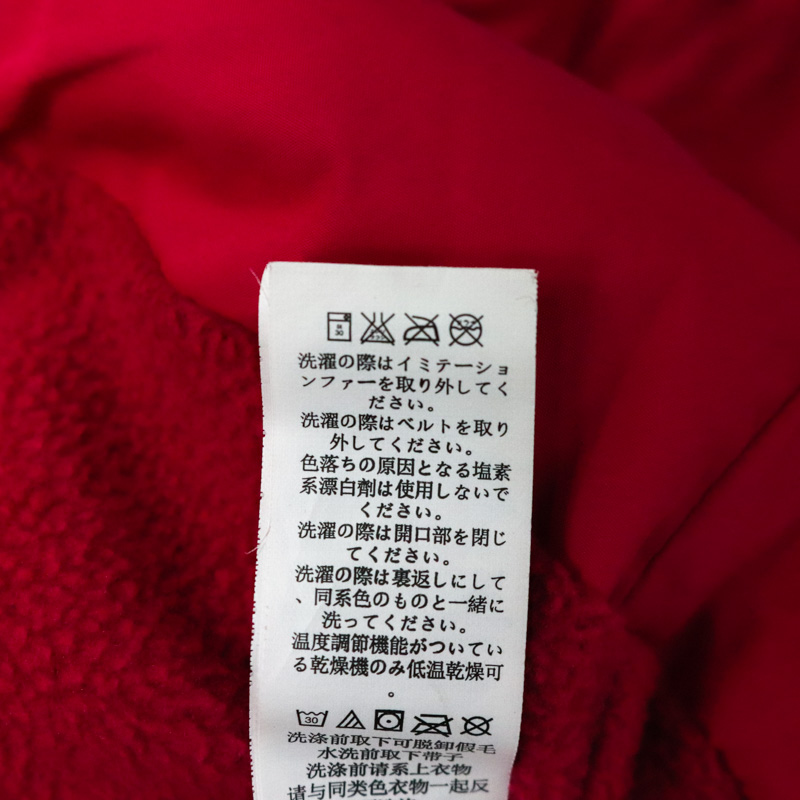 洗濯の際はイミテーショ
ンファーを取り外してく
ださい。
洗濯の際はベルトを取り
外してください。
色落ちの原因となる塩素
系漂白剤は使用しないで
ください。
洗濯の際は開口部を閉じ
てください。
洗濯の際は裏返しにして
、同系色のものと一緒に
洗ってください。
温度調節機能がついてい
る乾燥機のみ低温乾燥可
。
30
洗涤前取下可脱卸假毛
水洗前取下带子
洗涤前请系上衣物
请与同类色衣物一起反